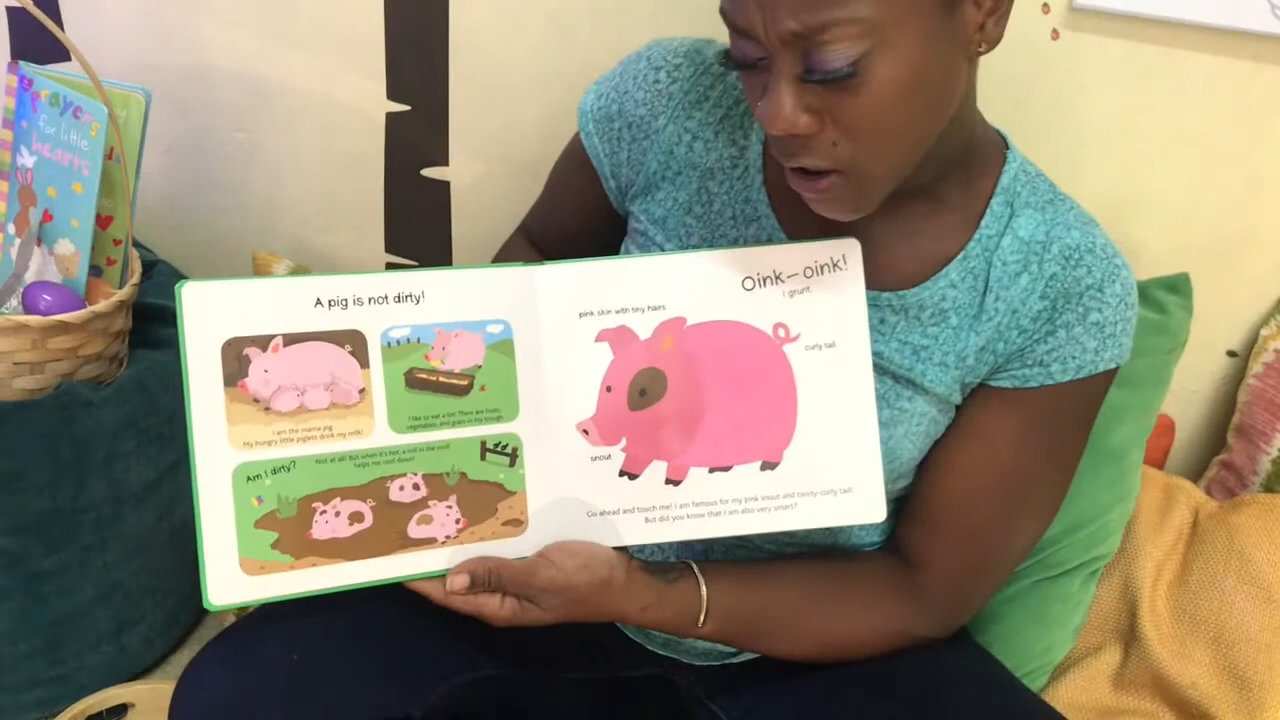 Prayers
for little
hearts
A pig is not dirty!
I am the mama pig.
My hungry little piglets drink my milk!
I like to eat a lot! There are fruits,
vegetables, and grain in my trough.
Am I dirty?
Not at all! But when it's hot, a roll in the mud
helps me cool down!
Oink—oink!
I grunt.
pink skin with tiny hairs
curly tail
snout
Go ahead and touch me! I am famous for my pink snout and twirly-curly tail!
But did you know that I am also very smart?